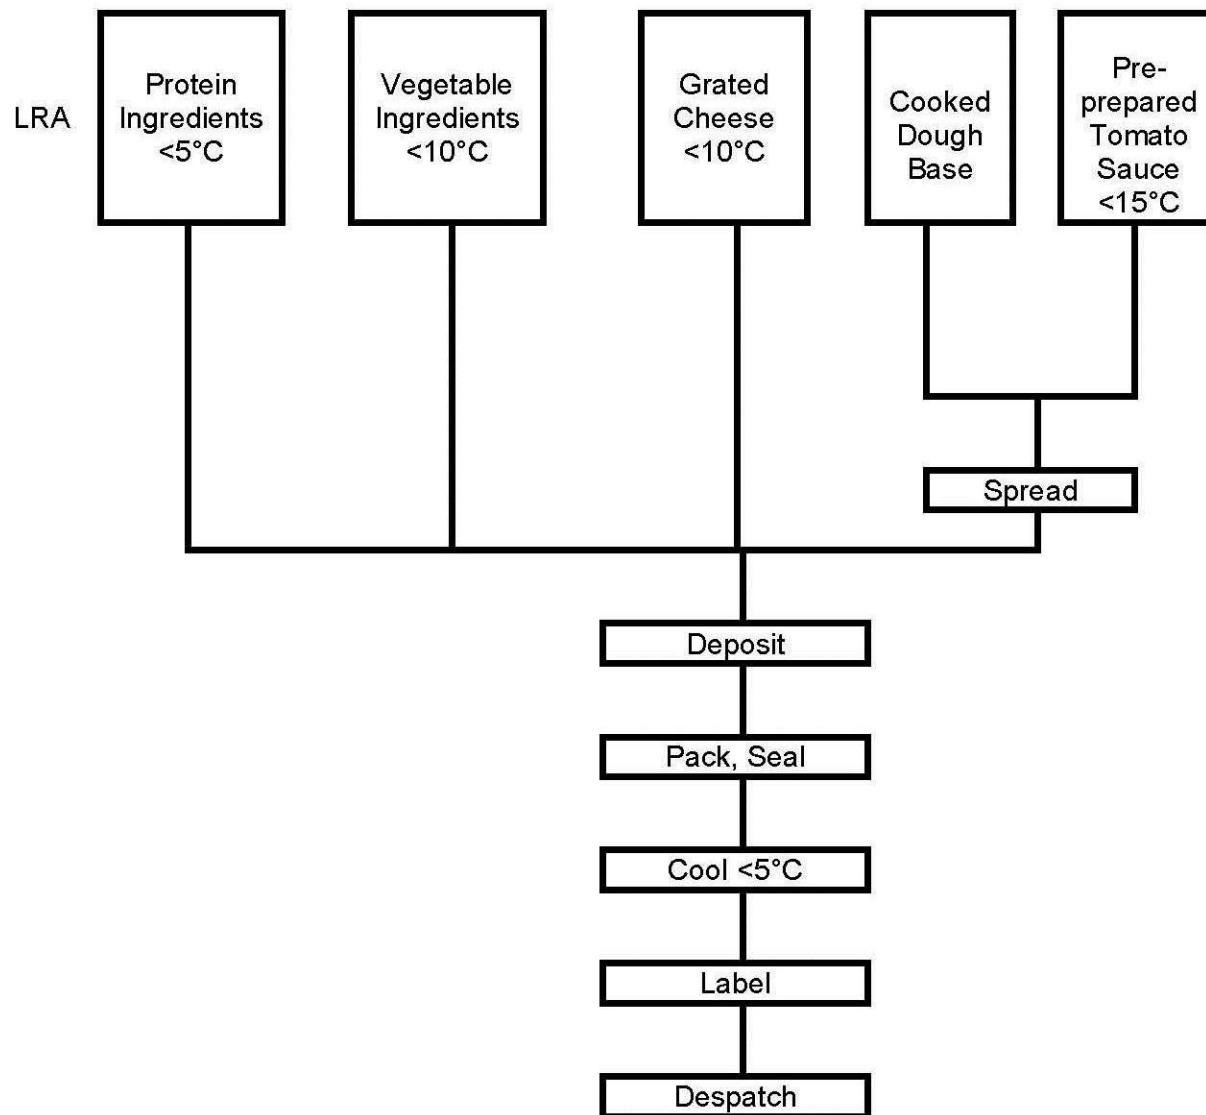 LRA
Protein
Ingredients
<5°C
Vegetable
Ingredients
<10°C
Grated
Cheese
<10°C
Cooked
Dough
Base
Pre-
prepared
Tomato
Sauce
<15°C
Spread
Deposit
Pack, Seal
Cool <5°C
Label
Despatch